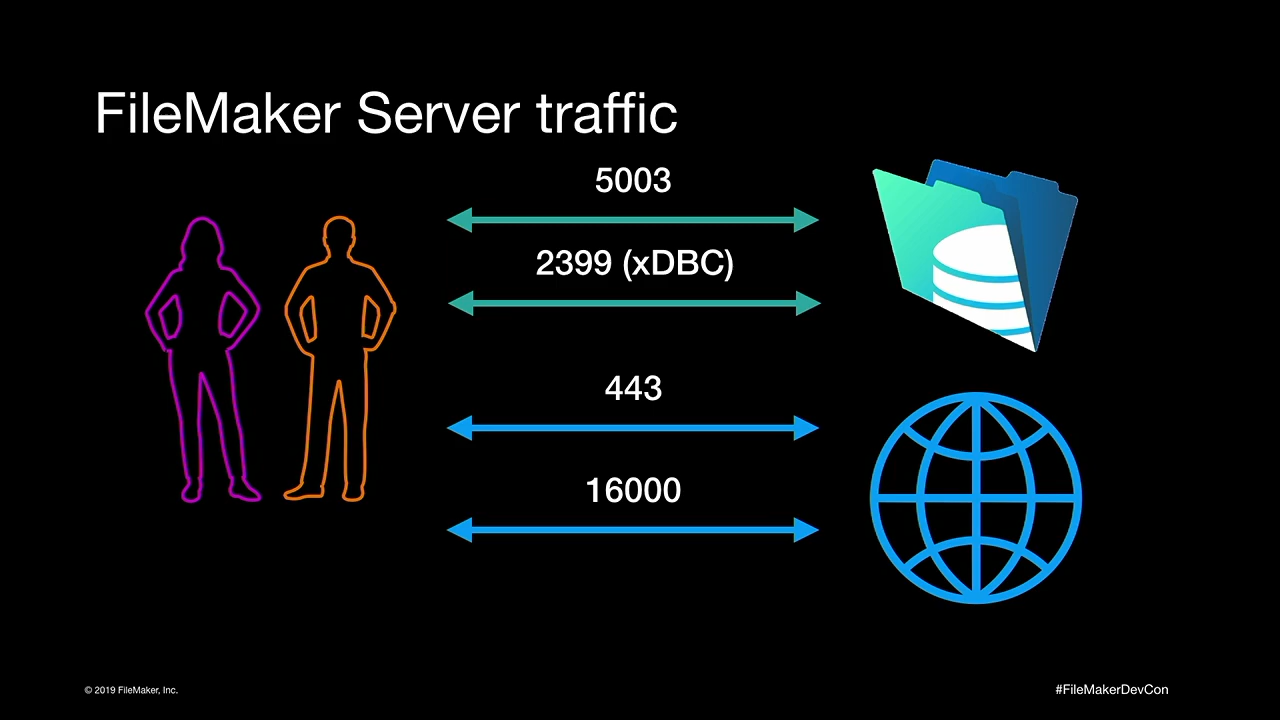 FileMaker Server traffic
5003
2399 (xDBC)
443
16000
© 2019 FileMaker, Inc.
#FileMakerDevCon